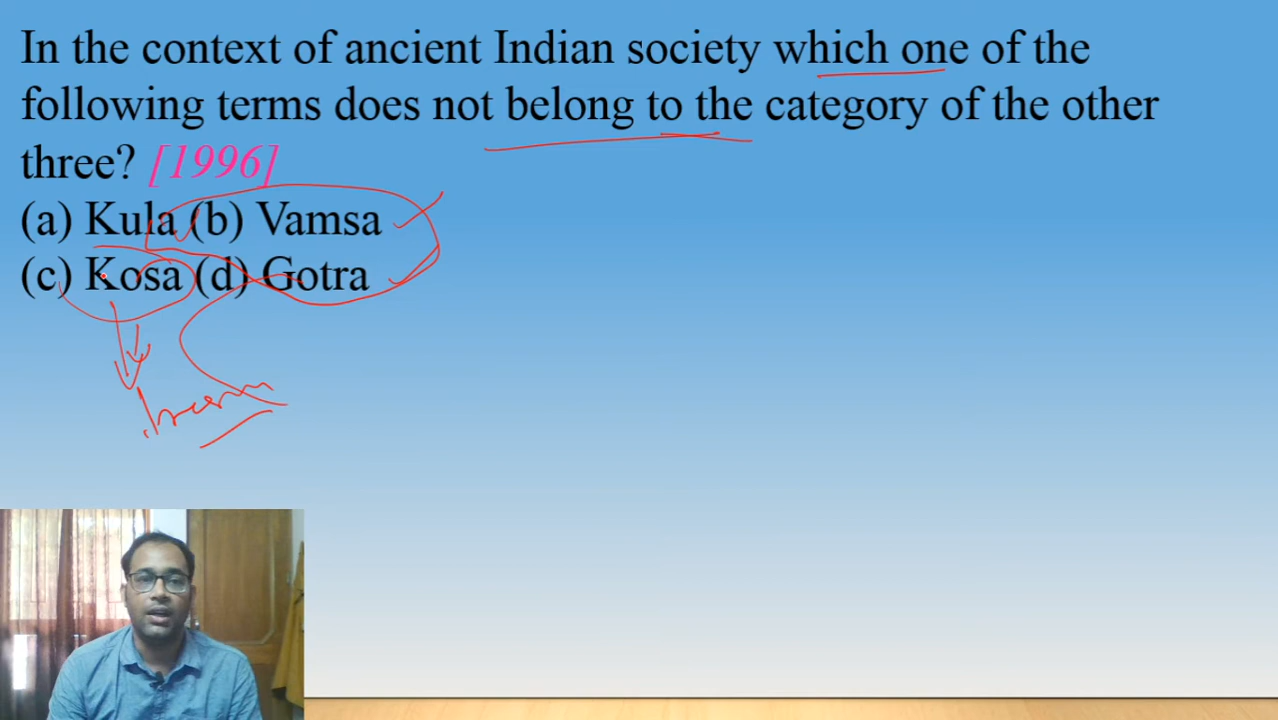 In the context of ancient Indian society which one of the
following terms does not belong to the category of the other
three? [1996]
(a) Kula (b) Vamsa
(c) Kosa (d) Gotra